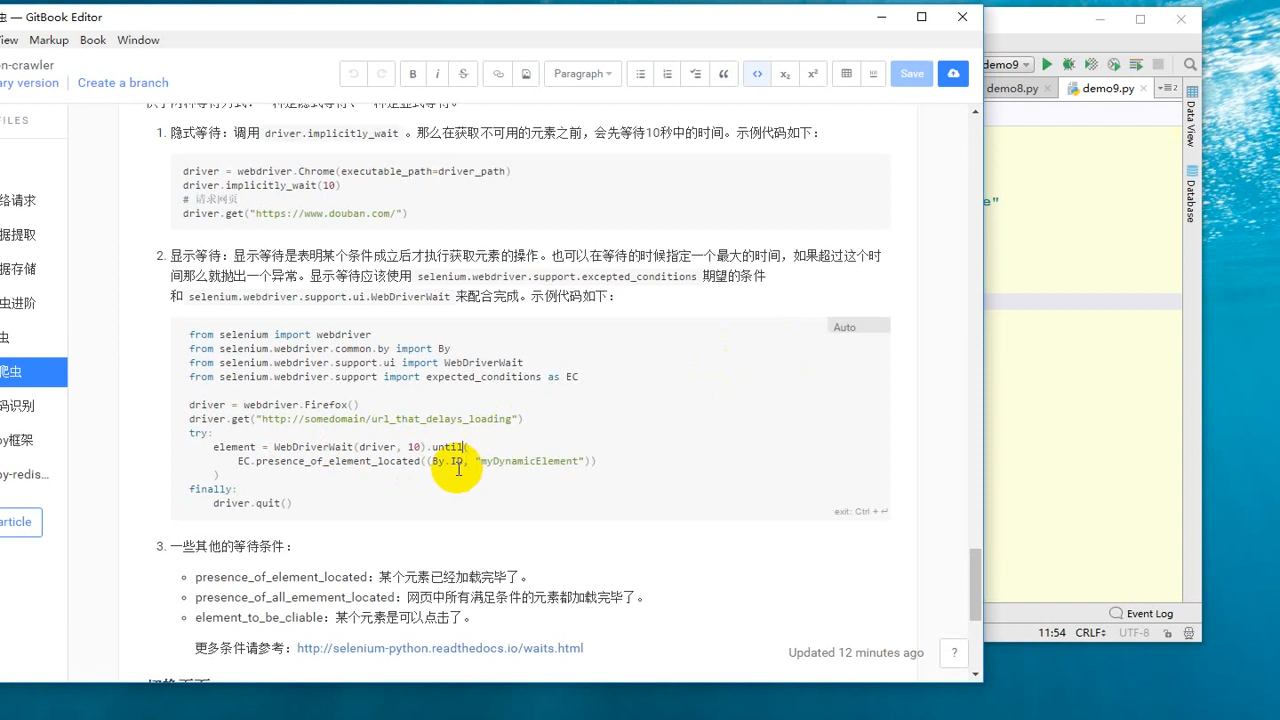 虫 — GitBook Editor
iew Markup Book Window
n-crawler
ary version Create a branch
B i S Paragraph Save
FILES
络请求
据提取
据存储
虫进阶
虫
爬虫
码识别
py框架
py-redis...
article
1. 隐式等待：调用 driver.implicitly_wait 。那么在获取不可用的元素之前，会先等待10秒中的时间。示例代码如下：
driver = webdriver.Chrome(executable_path=driver_path)
driver.implicitly_wait(10)
# 请求网页
driver.get("https://www.douban.com/")
2. 显示等待：显示等待是表明某个条件成立后才执行获取元素的操作。也可以在等待的时候指定一个最大的时间，如果超过这个时
间那么就抛出一个异常。显示等待应该使用 selenium.webdriver.support.excepted_conditions 期望的条件
和 selenium.webdriver.support.ui.WebDriverWait 来配合完成。示例代码如下：
Auto
from selenium import webdriver
from selenium.webdriver.common.by import By
from selenium.webdriver.support.ui import WebDriverWait
from selenium.webdriver.support import expected_conditions as EC
driver = webdriver.Firefox()
driver.get("http://somedomain/url_that_delays_loading")
try:
element = WebDriverWait(driver, 10).until(
EC.presence_of_element_located((By.ID, "myDynamicElement"))
)
finally:
driver.quit()
exit: Ctrl + ↵
3. 一些其他的等待条件：
presence_of_element_located：某个元素已经加载完毕了。
presence_of_all_emement_located：网页中所有满足条件的元素都加载完毕了。
element_to_be_cliable：某个元素是可以点击了。
更多条件请参考：http://selenium-python.readthedocs.io/waits.html
Updated 12 minutes ago
?
demo9
demo8.py demo9.py
e"
Data View
Database
Event Log
11:54 CRLF UTF-8